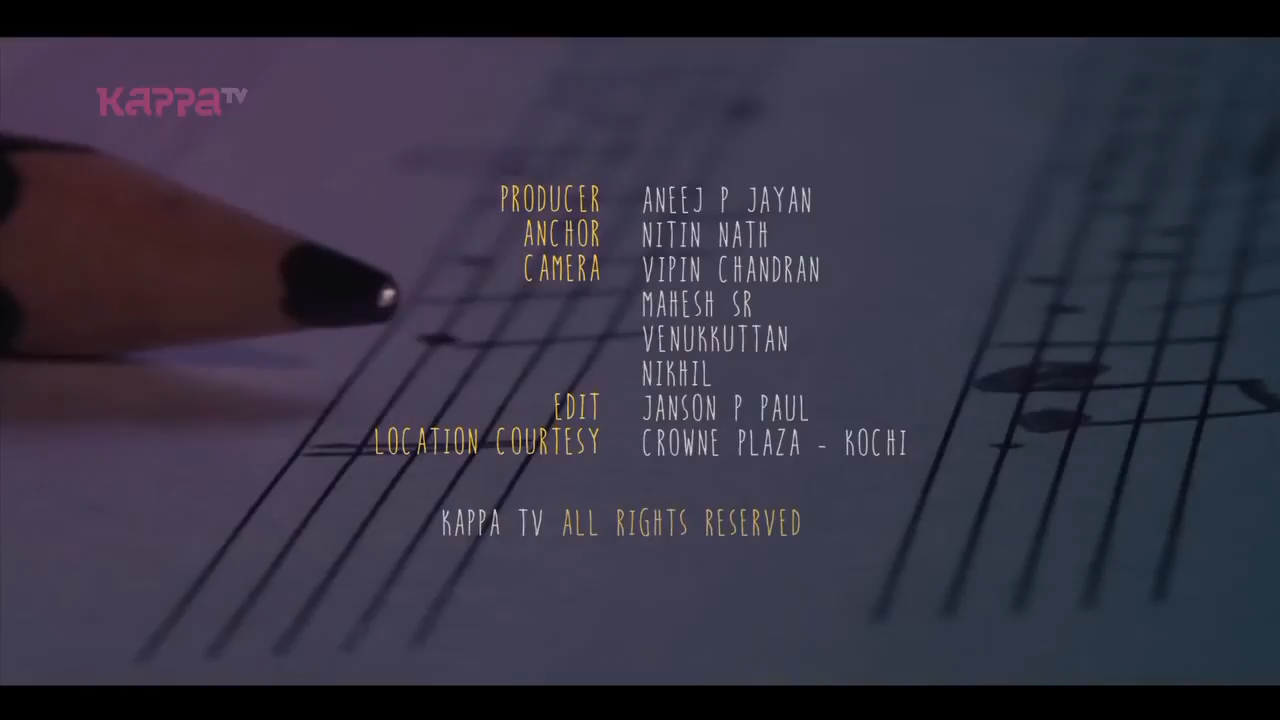 KAPPA TV
PRODUCER ANEEJ P JAYAN
ANCHOR NITIN NATH
CAMERA VIPIN CHANDRAN
MAHESH SR
VENUKKUTTAN
NIKHIL
EDIT JANSON P PAUL
LOCATION COURTESY CROWNE PLAZA - KOCHI
KAPPA TV ALL RIGHTS RESERVED